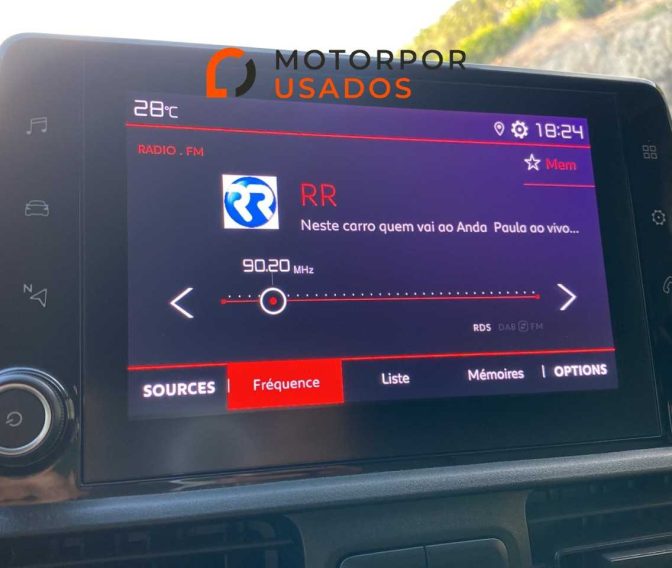 MOTORPOR
USADOS
28°C
18:24
RADIO . FM
Mem
RR
RR
Neste carro quem vai ao Anda Paula ao vivo...
90.20 MHz
RDS DAB FM
SOURCES | Fréquence Liste Mémoires | OPTIONS
N